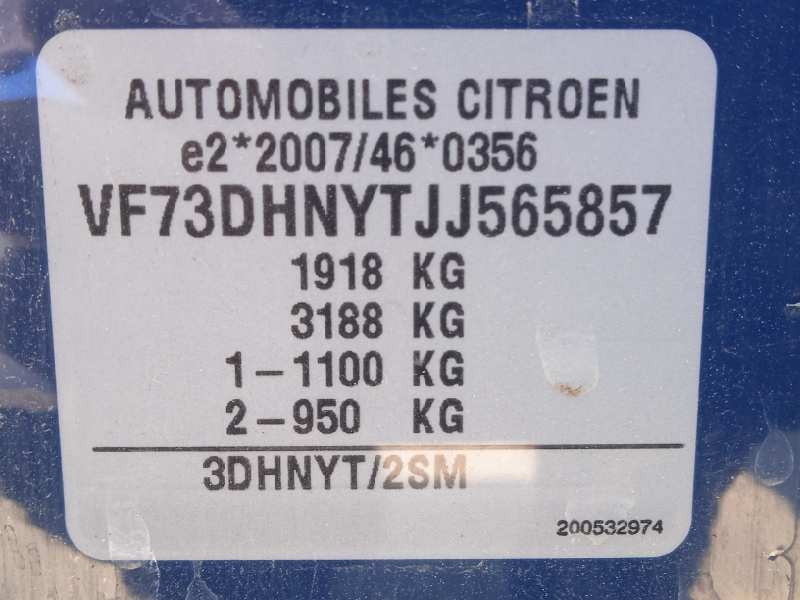 AUTOMOBILES CITROEN
e2*2007/46*0356
VF73DHNYTJJ565857
1918 KG
3188 KG
1-1100 KG
2-950 KG
3DHNYT/2SM
200532974